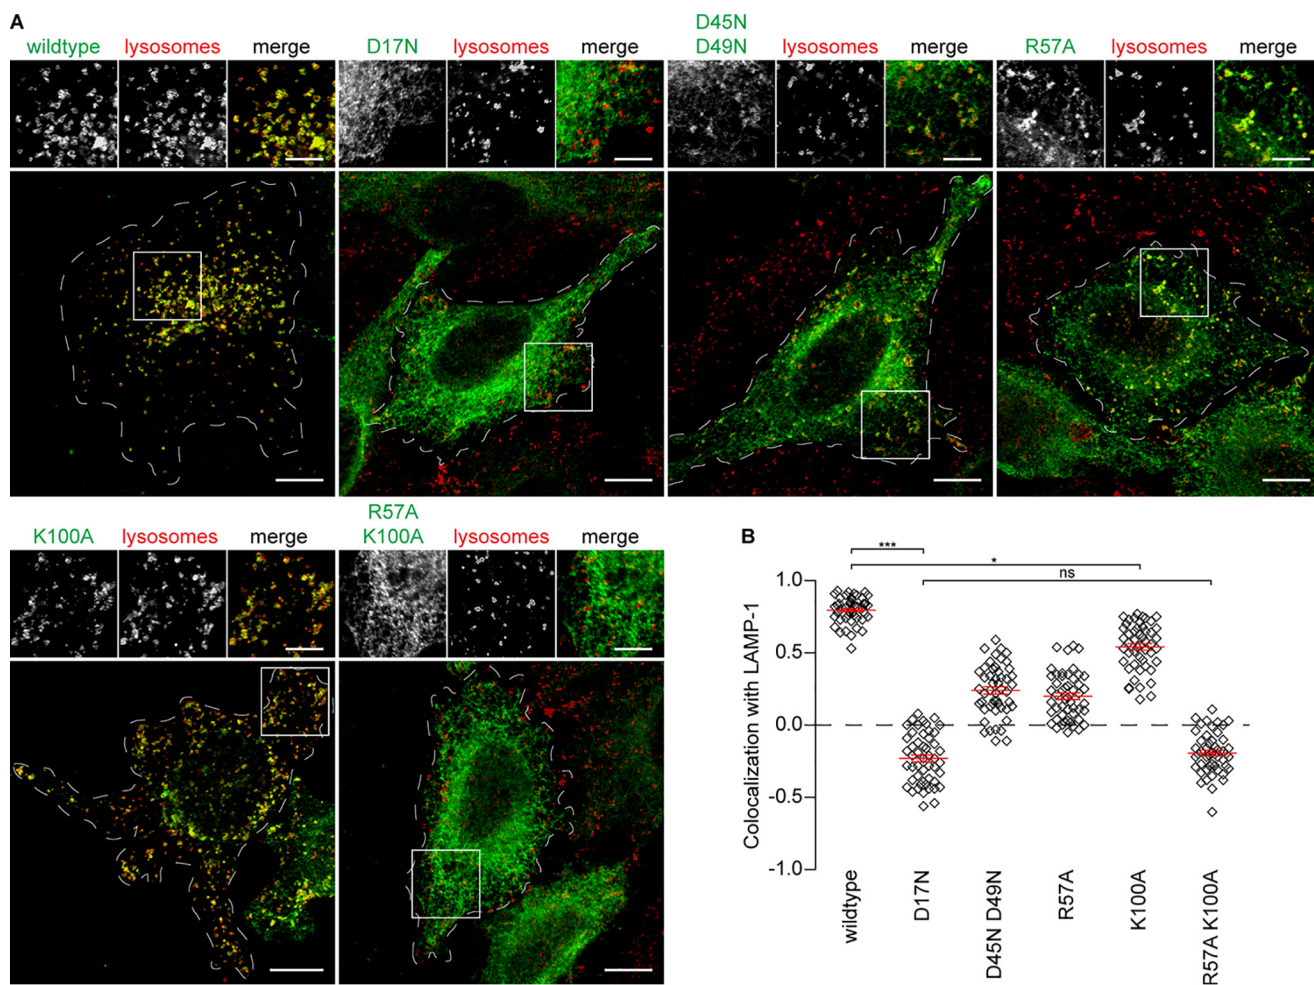 A
wildtype lysosomes merge
D17N lysosomes merge
D45N
D49N lysosomes merge
R57A lysosomes merge
K100A lysosomes merge
R57A
K100A lysosomes merge
B
***
*
ns
Colocalization with LAMP-1
1.0
0.5
0.0
-0.5
-1.0
wildtype
D17N
D45N D49N
R57A
K100A
R57A K100A